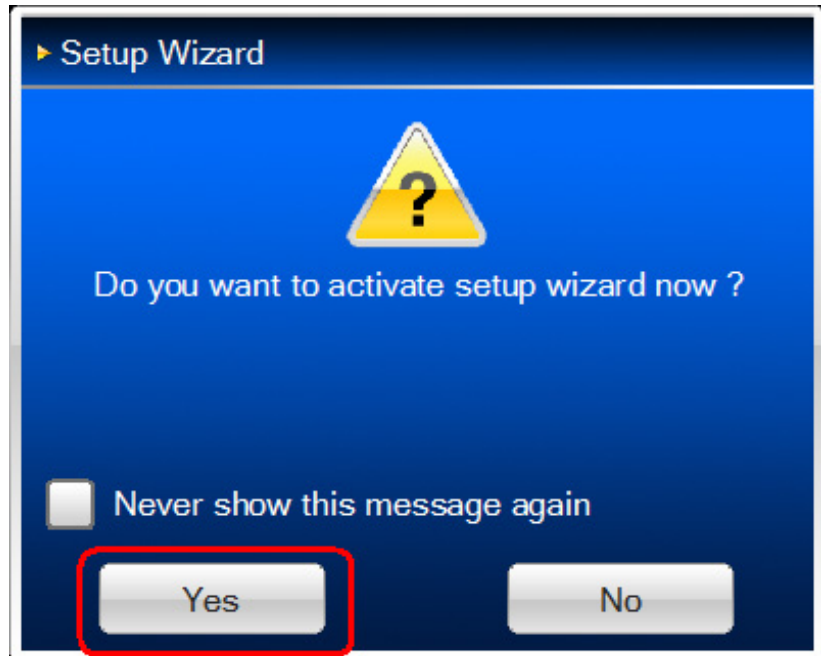 Setup Wizard
?
Do you want to activate setup wizard now ?
Never show this message again
Yes
No